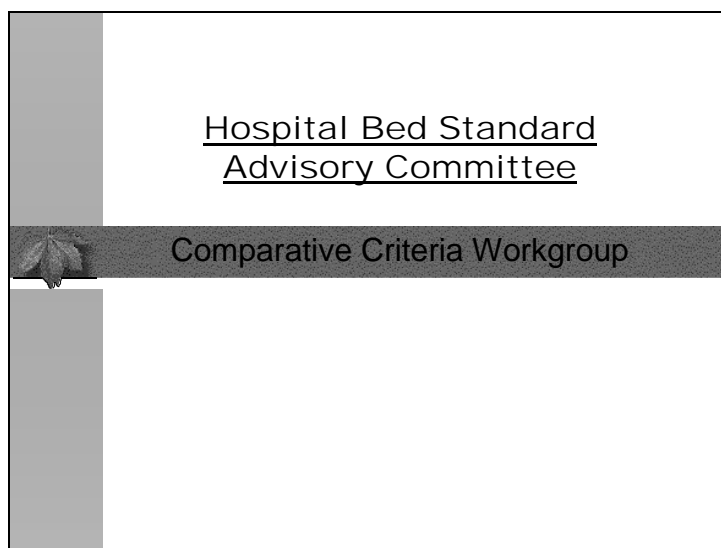 Hospital Bed Standard
Advisory Committee
Comparative Criteria Workgroup